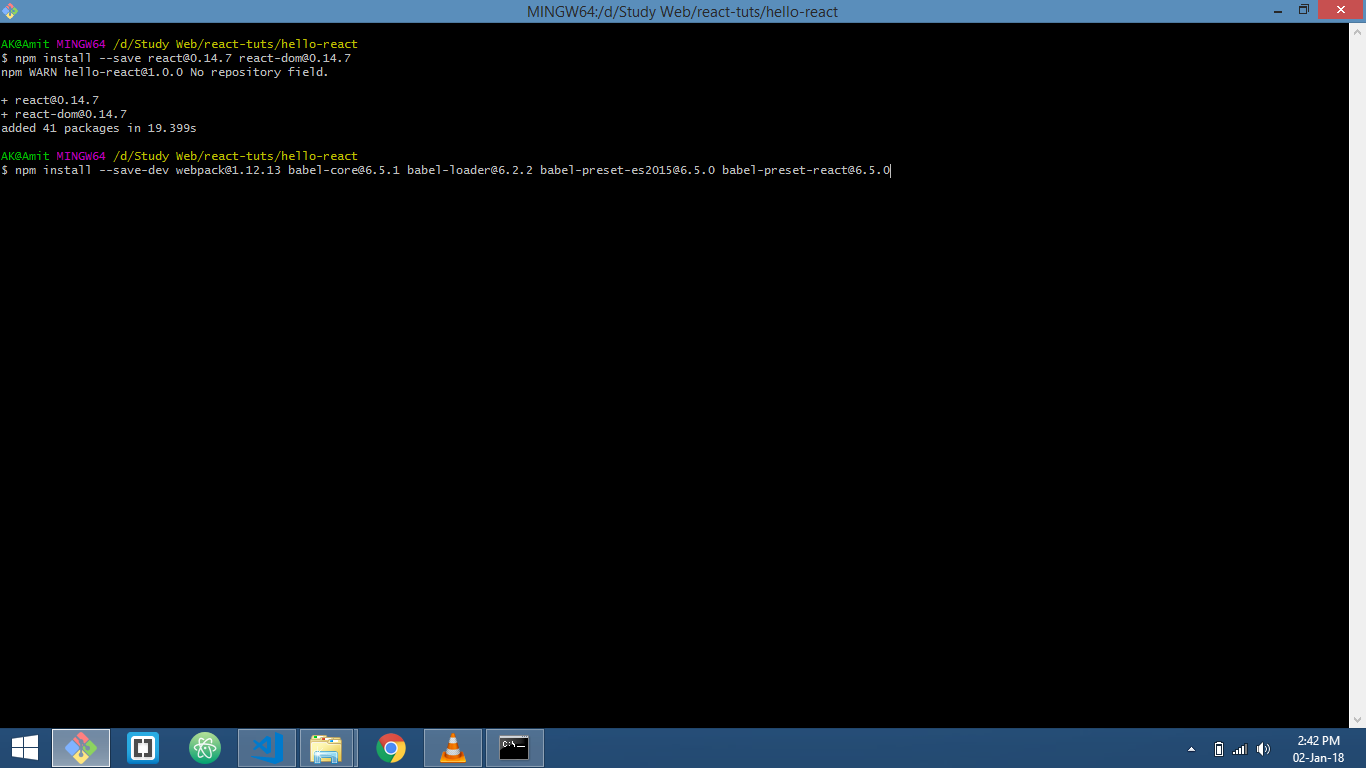 MINGW64:/d/Study Web/react-tuts/hello-react
AK@Amit MINGW64 /d/Study Web/react-tuts/hello-react
$ npm install --save react@0.14.7 react-dom@0.14.7
npm WARN hello-react@1.0.0 No repository field.
+ react@0.14.7
+ react-dom@0.14.7
added 41 packages in 19.399s
AK@Amit MINGW64 /d/Study Web/react-tuts/hello-react
$ npm install --save-dev webpack@1.12.13 babel-core@6.5.1 babel-loader@6.2.2 babel-preset-es2015@6.5.0 babel-preset-react@6.5.0
C:\_
2:42 PM
02-Jan-18